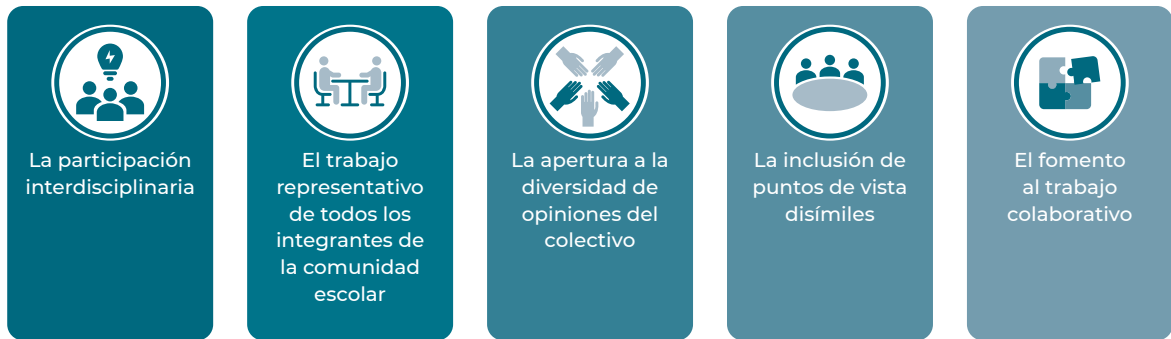 La participación
interdisciplinaria
El trabajo
representativo
de todos los
integrantes de
la comunidad
escolar
La apertura a la
diversidad de
opiniones del
colectivo
La inclusión de
puntos de vista
disímiles
El fomento
al trabajo
colaborativo